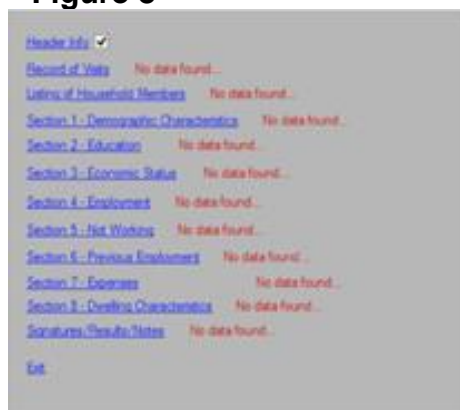 Figure 3
Header Info
Record of Visits No data found...
Listing of Household Members No data found...
Section 1 - Demographic Characteristics No data found...
Section 2 - Education No data found...
Section 3 - Economic Status No data found...
Section 4 - Employment No data found...
Section 5 - Not Working No data found...
Section 6 - Previous Employment No data found...
Section 7 - Expenses No data found...
Section 8 - Dwelling Characteristics No data found...
Signatures/Results/Notes No data found...
Exit